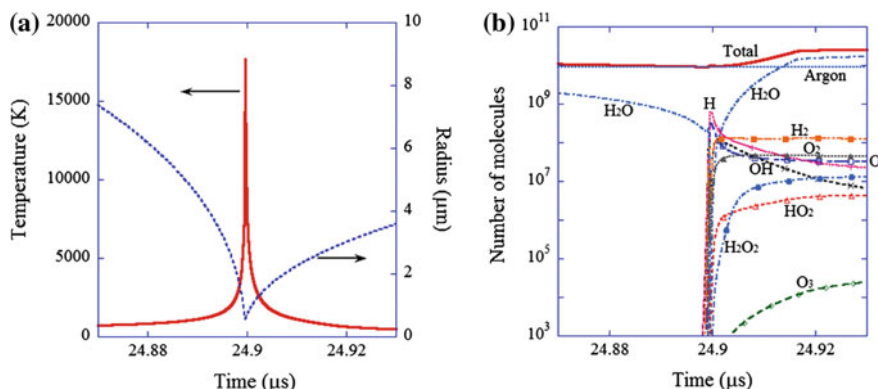 (a)
20000
15000
10000
5000
0
Temperature (K)
10
8
6
4
2
0
Radius (µm)
24.88
24.9
24.92
Time (µs)
(b)
10¹¹
10⁹
10⁷
10⁵
10³
Number of molecules
Total
Argon
H₂O
H
H₂O
H₂
O₂
O
OH
HO₂
H₂O₂
O₃
24.88
24.9
24.92
Time (µs)